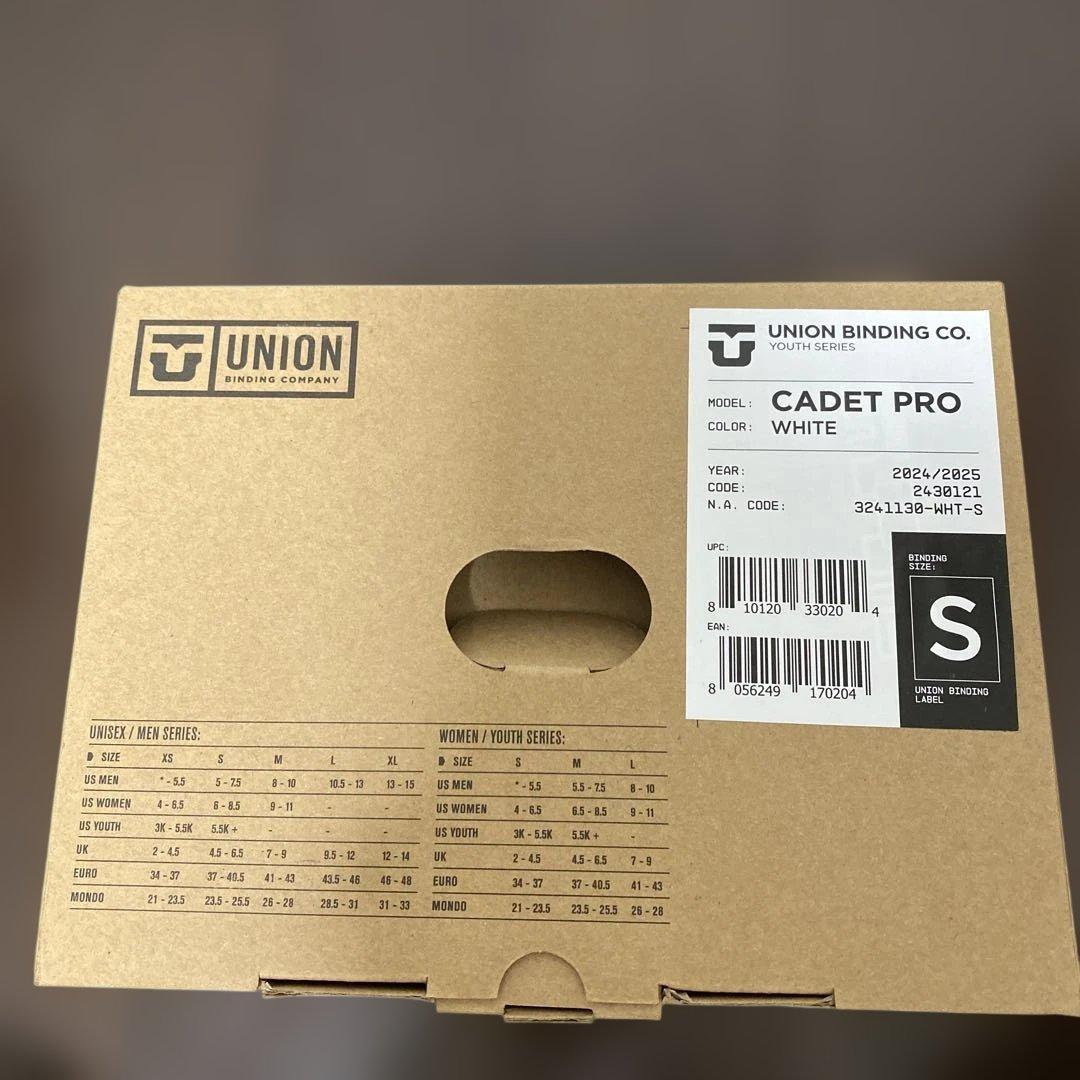 UNION
BINDING COMPANY
UNION BINDING CO.
YOUTH SERIES
MODEL: CADET PRO
COLOR: WHITE
YEAR: 2024/2025
CODE: 2430121
N.A. CODE: 3241130-WHT-S
UPC:
8 10120 33020 4
EAN:
8 056249 170204
BINDING
SIZE:
S
UNION BINDING
LABEL
UNISEX / MEN SERIES:
SIZE XS S M L XL
US MEN * - 5.5 5 - 7.5 8 - 10 10.5 - 13 13 - 15
US WOMEN 4 - 6.5 6 - 8.5 9 - 11 - -
US YOUTH 3K - 5.5K 5.5K + - - -
UK 2 - 4.5 4.5 - 6.5 7 - 9 9.5 - 12 12 - 14
EURO 34 - 37 37 - 40.5 41 - 43 43.5 - 46 46 - 48
MONDO 21 - 23.5 23.5 - 25.5 26 - 28 28.5 - 31 31 - 33
WOMEN / YOUTH SERIES:
SIZE S M L
US MEN * - 5.5 5.5 - 7.5 8 - 10
US WOMEN 4 - 6.5 6.5 - 8.5 9 - 11
US YOUTH 3K - 5.5K 5.5K + -
UK 2 - 4.5 4.5 - 6.5 7 - 9
EURO 34 - 37 37 - 40.5 41 - 43
MONDO 21 - 23.5 23.5 - 25.5 26 - 28